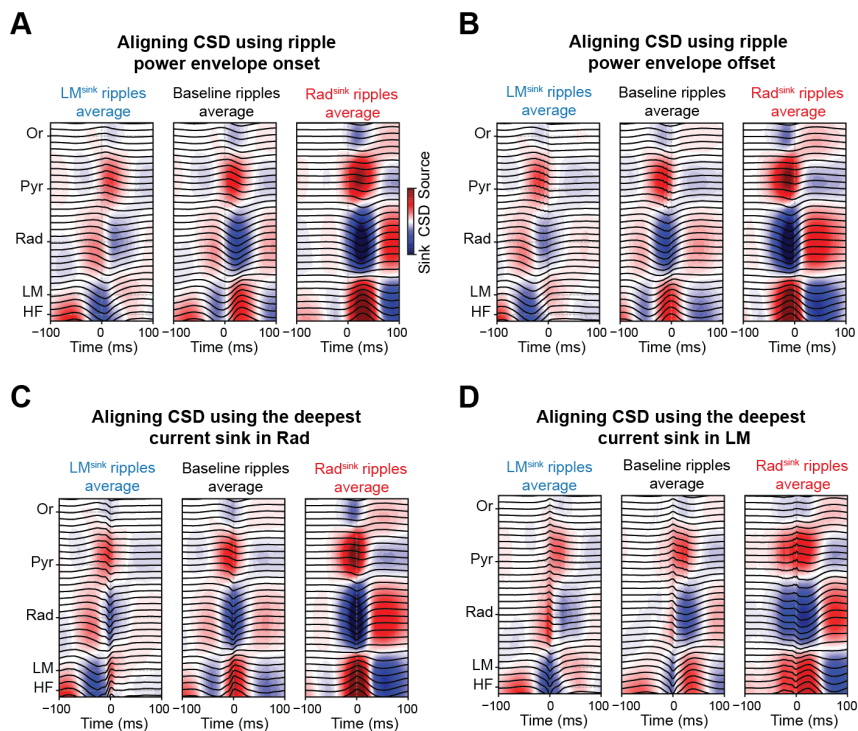 A
Aligning CSD using ripple
power envelope onset
LMsink ripples
average
Baseline ripples
average
Radsink ripples
average
Or
Pyr
Rad
LM
HF
−100 0 100
Time (ms)
−100 0 100
Time (ms)
−100 0 100
Time (ms)
Sink CSD Source
B
Aligning CSD using ripple
power envelope offset
LMsink ripples
average
Baseline ripples
average
Radsink ripples
average
Or
Pyr
Rad
LM
HF
−100 0 100
Time (ms)
−100 0 100
Time (ms)
−100 0 100
Time (ms)
C
Aligning CSD using the deepest
current sink in Rad
LMsink ripples
average
Baseline ripples
average
Radsink ripples
average
Or
Pyr
Rad
LM
HF
-100 0 100
Time (ms)
-100 0 100
Time (ms)
-100 0 100
Time (ms)
D
Aligning CSD using the deepest
current sink in LM
LMsink ripples
average
Baseline ripples
average
Radsink ripples
average
Or
Pyr
Rad
LM
HF
-100 0 100
Time (ms)
-100 0 100
Time (ms)
-100 0 100
Time (ms)